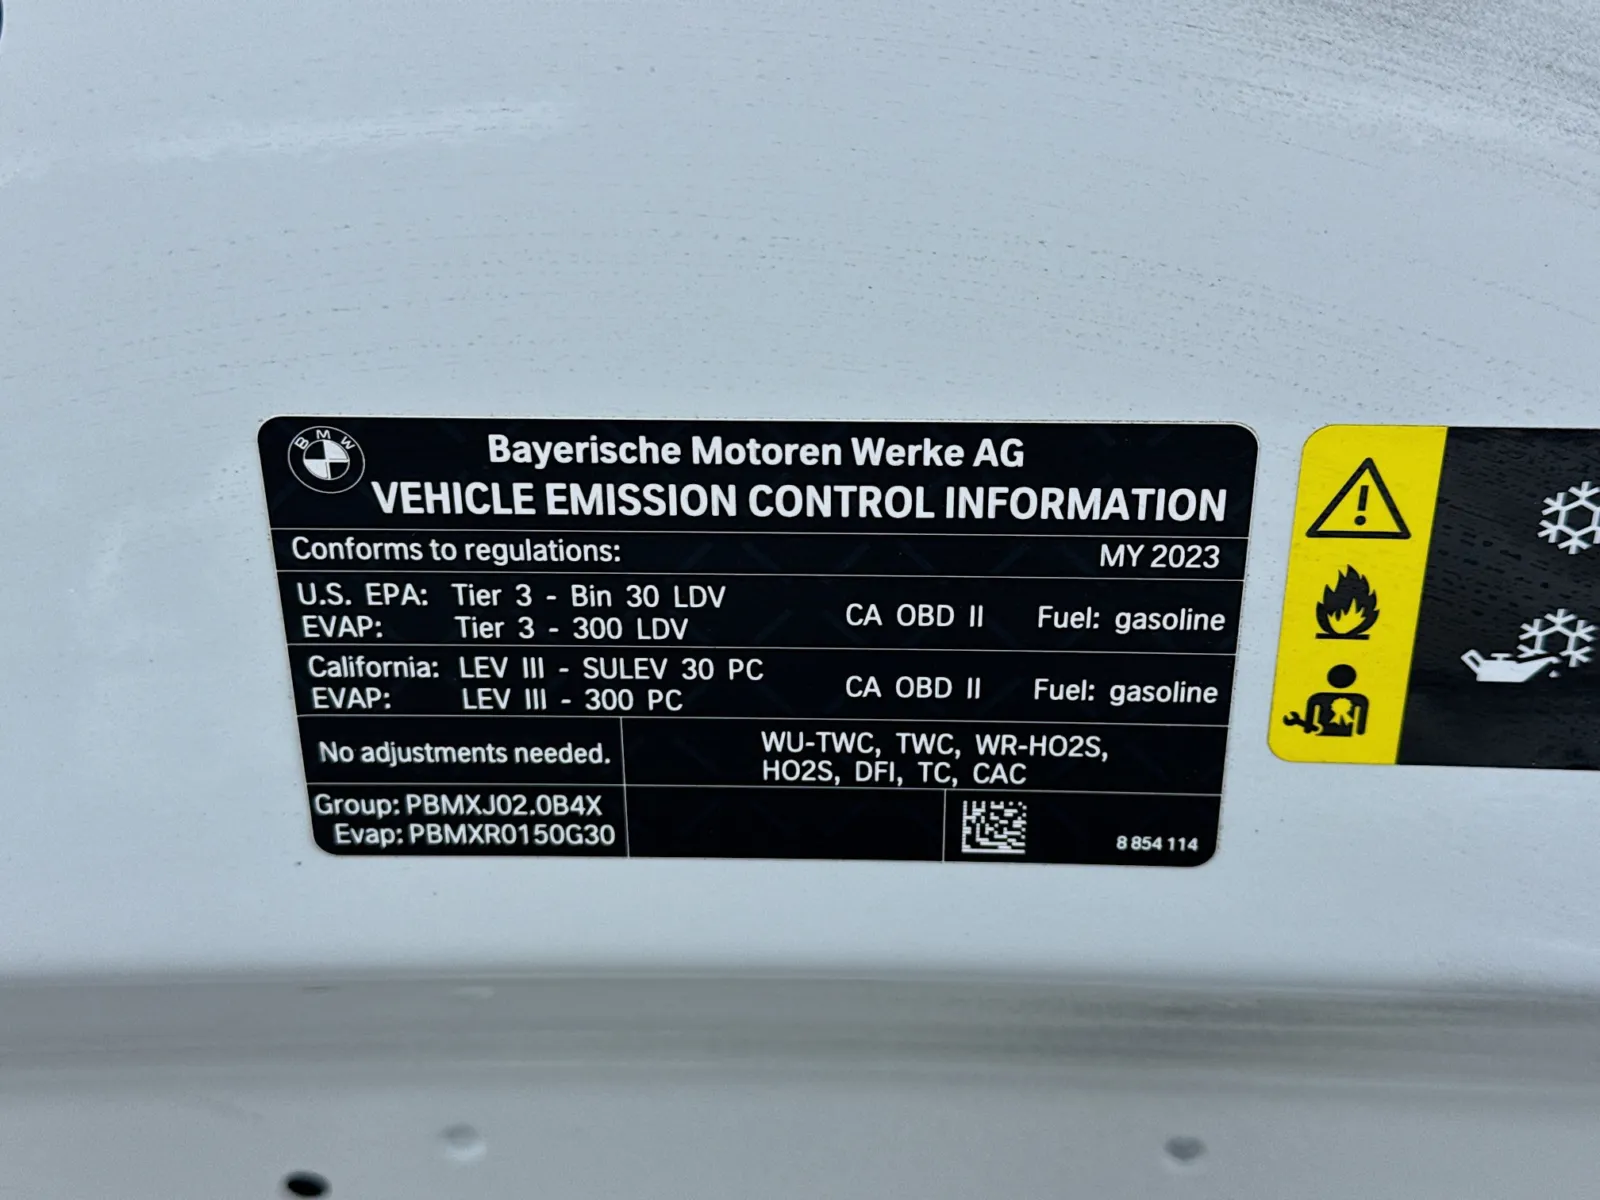 BMW
Bayerische Motoren Werke AG
VEHICLE EMISSION CONTROL INFORMATION
Conforms to regulations: MY 2023
U.S. EPA: Tier 3 - Bin 30 LDV
EVAP: Tier 3 - 300 LDV
CA OBD II Fuel: gasoline
California: LEV III - SULEV 30 PC
EVAP: LEV III - 300 PC
CA OBD II Fuel: gasoline
No adjustments needed.
WU-TWC, TWC, WR-HO2S,
HO2S, DFI, TC, CAC
Group: PBMXJ02.0B4X
Evap: PBMXR0150G30
8 854 114